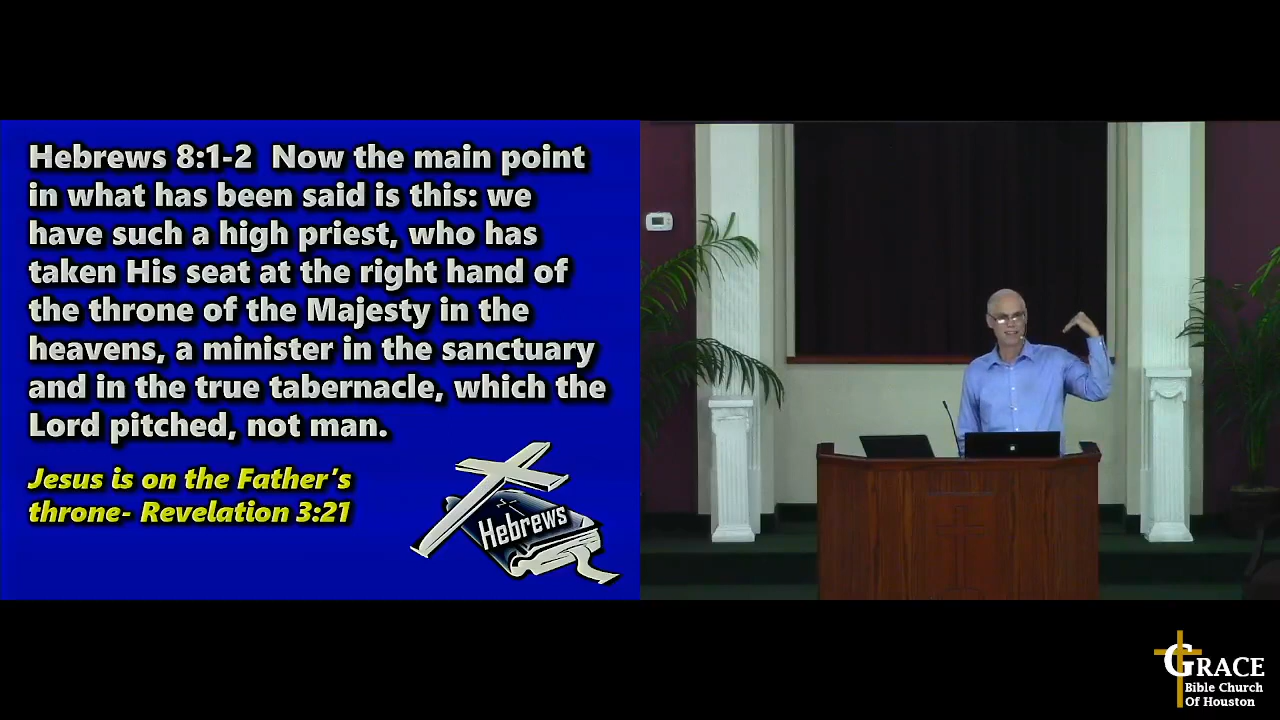 Hebrews 8:1-2  Now the main point
in what has been said is this: we
have such a high priest, who has
taken His seat at the right hand of
the throne of the Majesty in the
heavens, a minister in the sanctuary
and in the true tabernacle, which the
Lord pitched, not man.
Jesus is on the Father's
throne- Revelation 3:21
Hebrews
GRACE
Bible Church
Of Houston